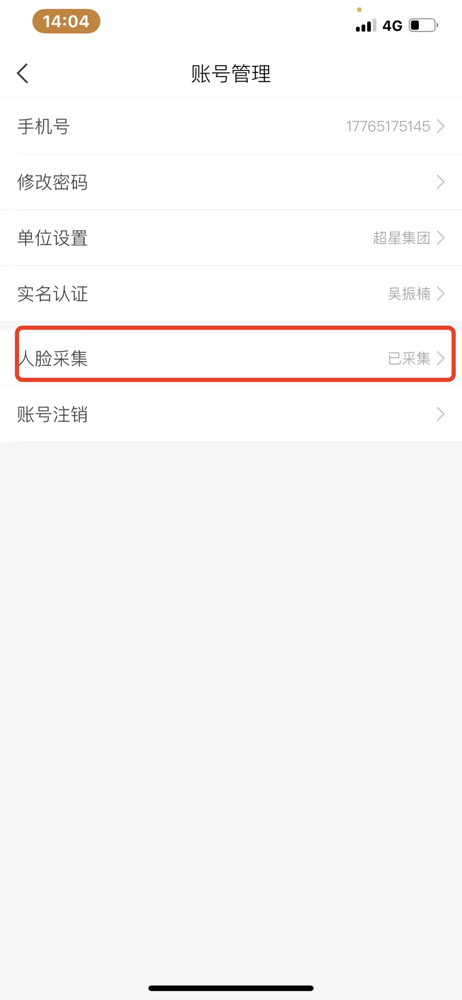 14:04 4G
账号管理
手机号 17765175145
修改密码
单位设置 超星集团
实名认证 吴振楠
人脸采集 已采集
账号注销